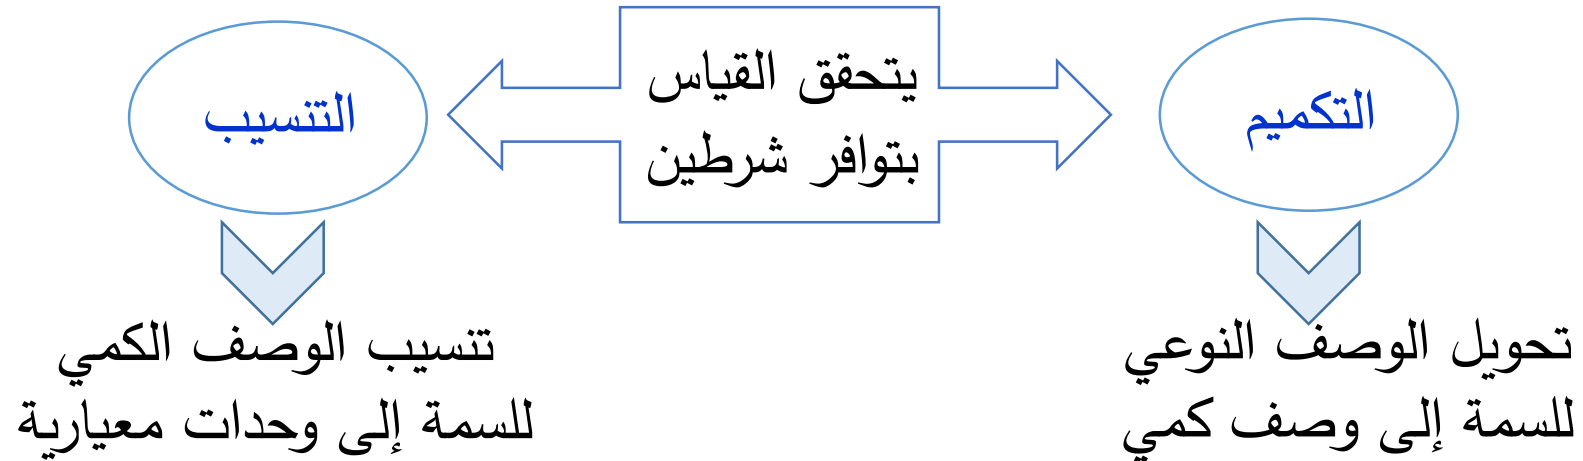 يتحقق القياس
بتوافر شرطين
التكميم
التنسيب
تحويل الوصف النوعي
للسمة إلى وصف كمي
تنسيب الوصف الكمي
للسمة إلى وحدات معيارية